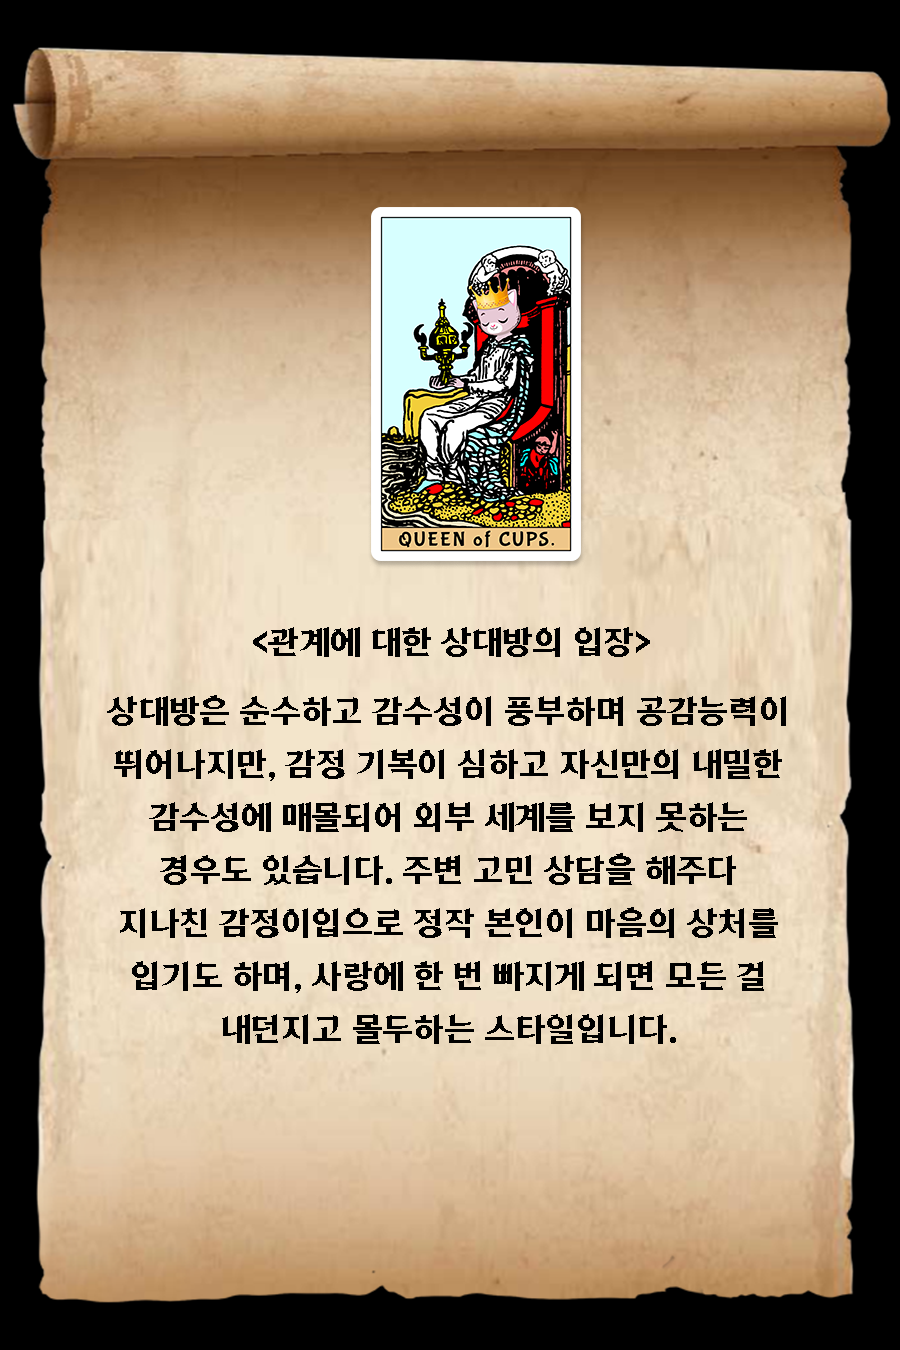 QUEEN of CUPS.
<관계에 대한 상대방의 입장>
상대방은 순수하고 감수성이 풍부하며 공감능력이
뛰어나지만, 감정 기복이 심하고 자신만의 내밀한
감수성에 매몰되어 외부 세계를 보지 못하는
경우도 있습니다. 주변 고민 상담을 해주다
지나친 감정이입으로 정작 본인이 마음의 상처를
입기도 하며, 사랑에 한 번 빠지게 되면 모든 걸
내던지고 몰두하는 스타일입니다.